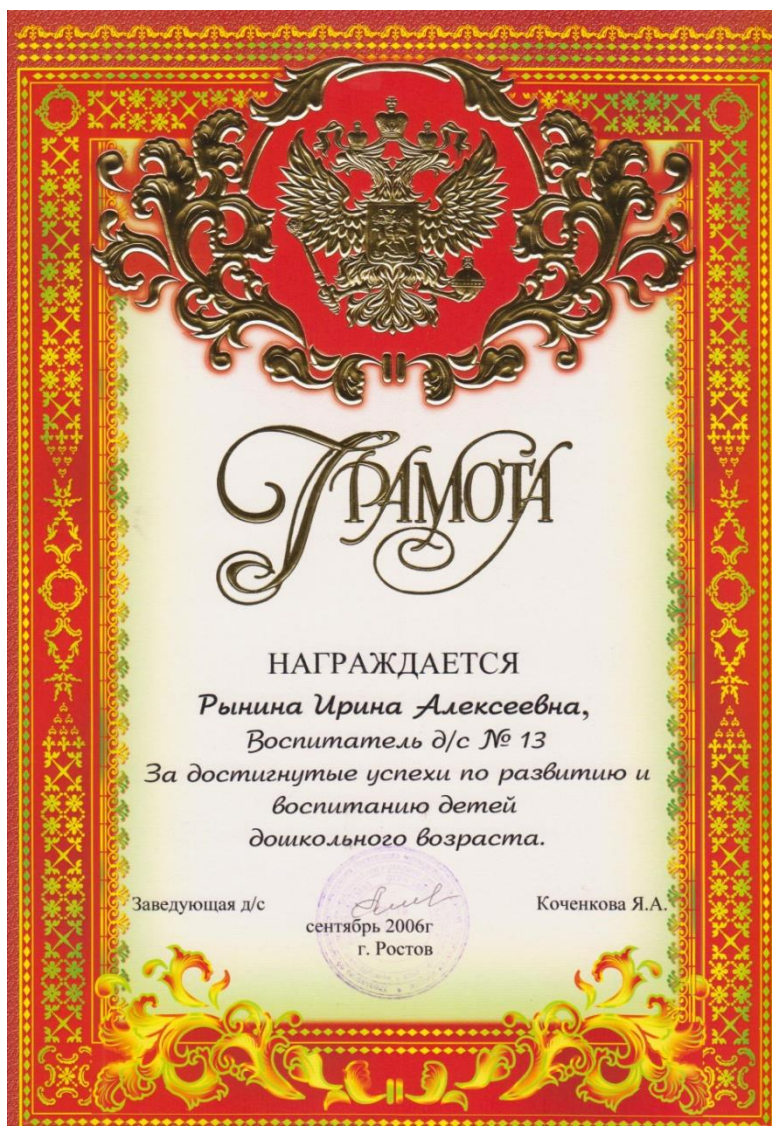 ГРАМОТА
НАГРАЖДАЕТСЯ
Рынина Ирина Алексеевна,
Воспитатель д/с № 13
За достигнутые успехи по развитию и
воспитанию детей
дошкольного возраста.
Заведующая д/с Коченкова Я.А.
сентябрь 2006г
г. Ростов